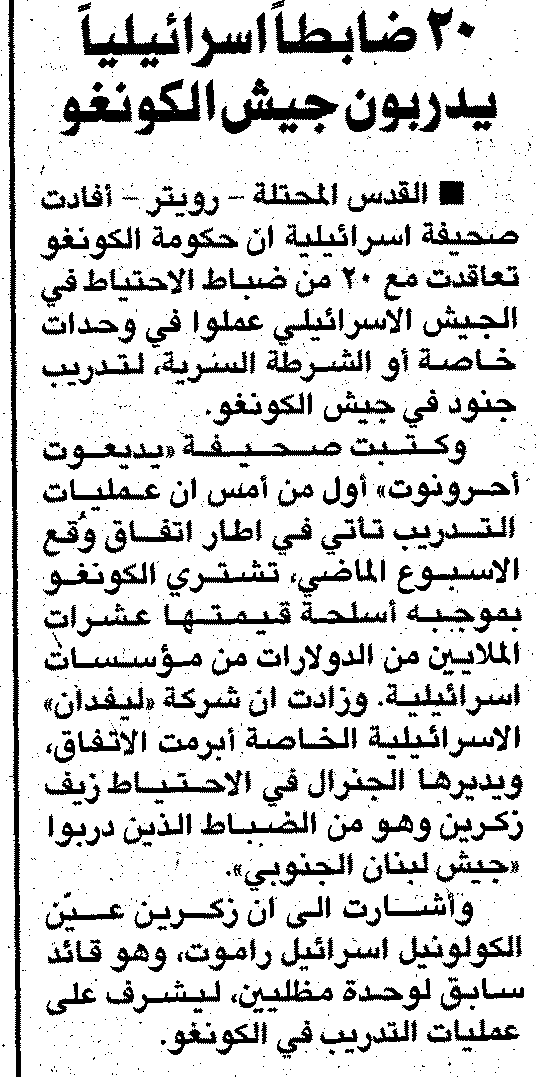 ٢٠ ضابطاً اسرائيلياً
يدربون جيش الكونغو
■ القدس المحتلة - رويتر - أفادت
صحيفة اسرائيلية ان حكومة الكونغو
تعاقدت مع ٢٠ من ضباط الاحتياط في
الجيش الاسرائيلي عملوا في وحدات
خاصة أو الشرطة السرية، لتدريب
جنود في جيش الكونغو.
وكتبت صحيفة «يديعوت
أحرونوت» أول من أمس ان عمليات
التدريب تأتي في اطار اتفاق وُقع
الاسبوع الماضي، تشتري الكونغو
بموجبه أسلحة قيمتها عشرات
الملايين من الدولارات من مؤسسات
اسرائيلية. وزادت ان شركة «ليفدان»
الاسرائيلية الخاصة أبرمت الاتفاق،
ويديرها الجنرال في الاحتياط زيف
زكرين وهو من الضباط الذين دربوا
«جيش لبنان الجنوبي».
وأشارت الى ان زكرين عيّن
الكولونيل اسرائيل راموت، وهو قائد
سابق لوحدة مظليين، ليشرف على
عمليات التدريب في الكونغو.